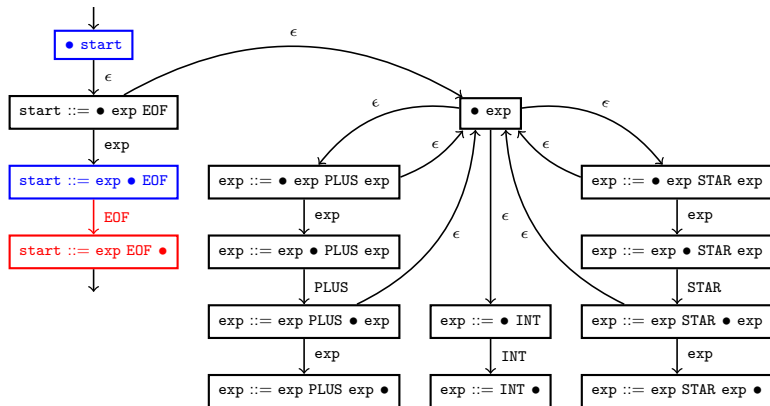 ● start
ϵ
start ::= ● exp EOF
exp
start ::= exp ● EOF
EOF
start ::= exp EOF ●
ϵ
● exp
ϵ
ϵ
ϵ
ϵ
exp ::= ● exp PLUS exp
exp
exp ::= exp ● PLUS exp
PLUS
exp ::= exp PLUS ● exp
exp
exp ::= exp PLUS exp ●
ϵ
ϵ
ϵ
exp ::= ● INT
INT
exp ::= INT ●
exp ::= ● exp STAR exp
exp
exp ::= exp ● STAR exp
STAR
exp ::= exp STAR ● exp
exp
exp ::= exp STAR exp ●